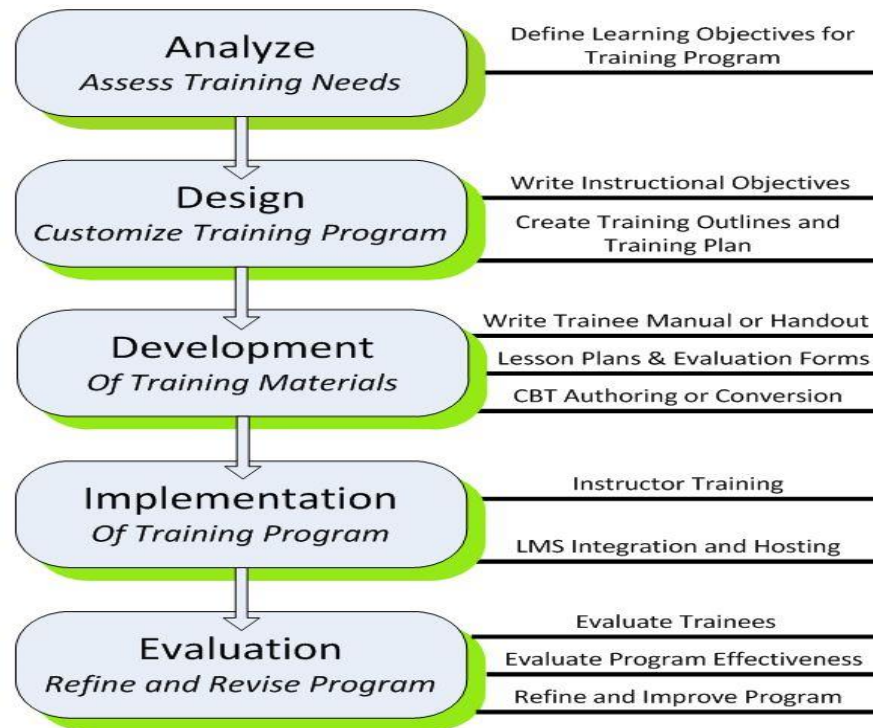 Analyze
Assess Training Needs
Define Learning Objectives for
Training Program
Design
Customize Training Program
Write Instructional Objectives
Create Training Outlines and
Training Plan
Development
Of Training Materials
Write Trainee Manual or Handout
Lesson Plans & Evaluation Forms
CBT Authoring or Conversion
Implementation
Of Training Program
Instructor Training
LMS Integration and Hosting
Evaluation
Refine and Revise Program
Evaluate Trainees
Evaluate Program Effectiveness
Refine and Improve Program